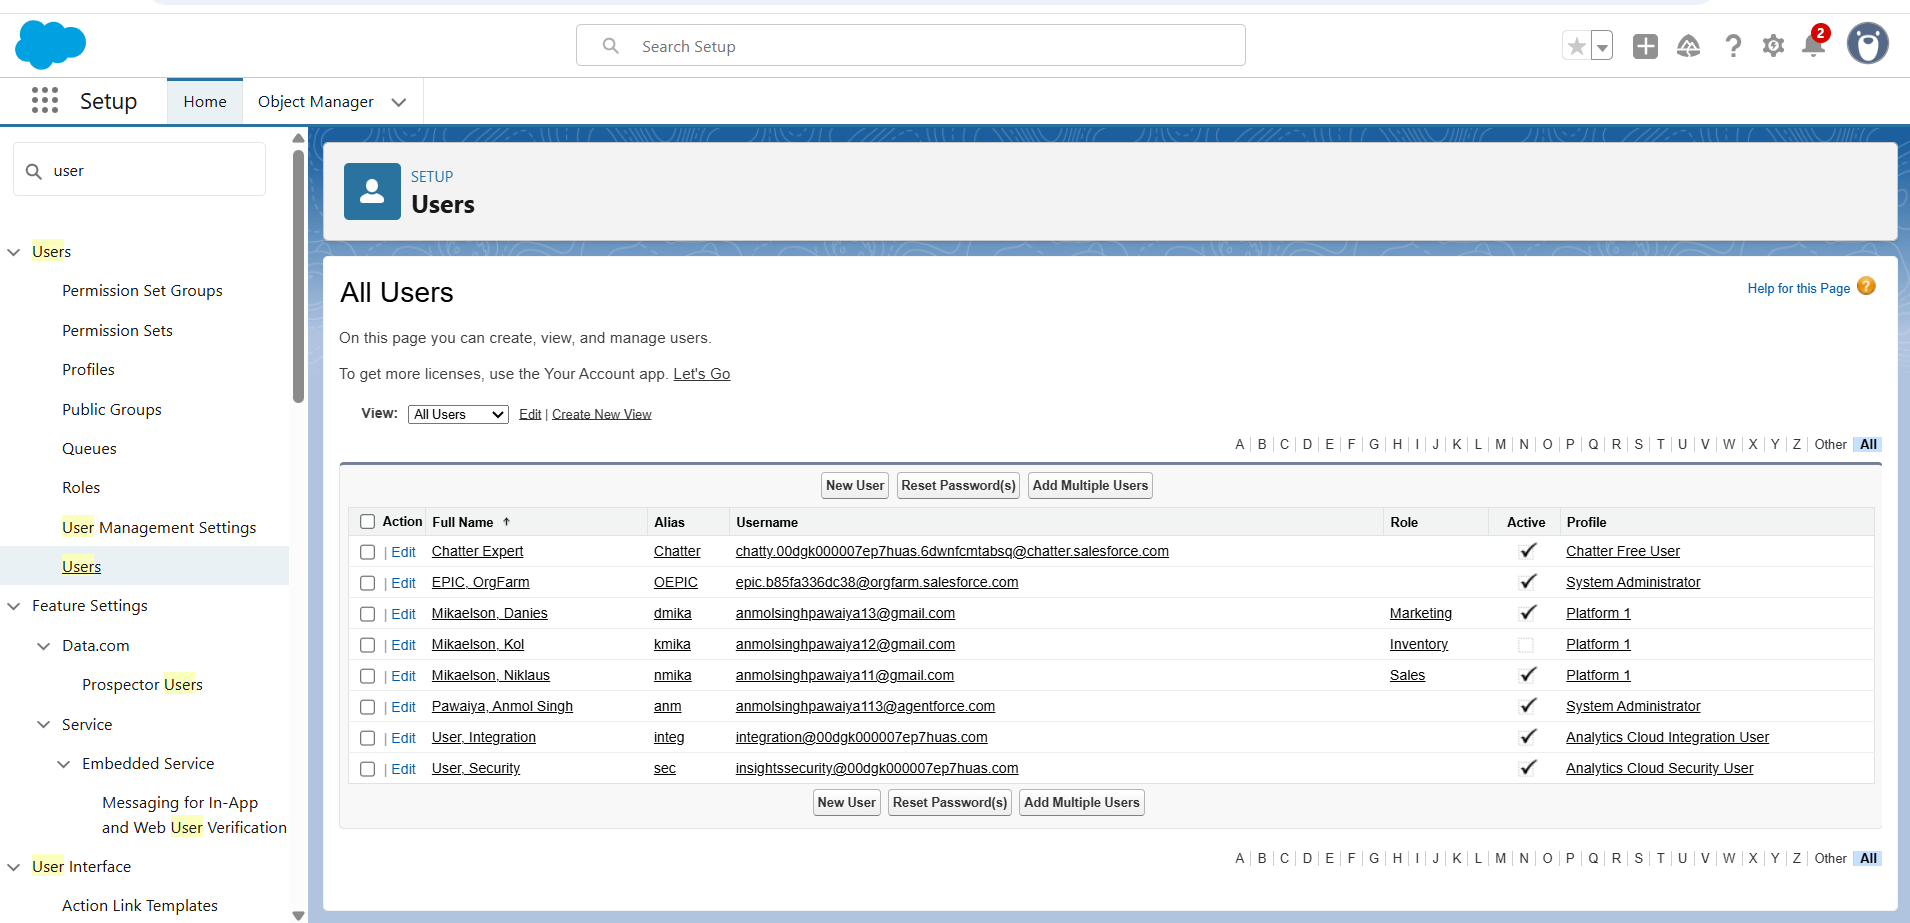 Search Setup
2
Setup
Home
Object Manager
user
Users
Permission Set Groups
Permission Sets
Profiles
Public Groups
Queues
Roles
User Management Settings
Users
Feature Settings
Data.com
Prospector Users
Service
Embedded Service
Messaging for In-App
and Web User Verification
User Interface
Action Link Templates
SETUP
Users
All Users
Help for this Page ?
On this page you can create, view, and manage users.
To get more licenses, use the Your Account app. Let's Go
View: All Users Edit | Create New View
A | B | C | D | E | F | G | H | I | J | K | L | M | N | O | P | Q | R | S | T | U | V | W | X | Y | Z | Other | All
New User Reset Password(s) Add Multiple Users
Action Full Name ↑ Alias Username Role Active Profile
| Edit Chatter Expert Chatter chatty.00dgk000007ep7huas.6dwnfcmtabsq@chatter.salesforce.com ✓ Chatter Free User
| Edit EPIC, OrgFarm OEPIC epic.b85fa336dc38@orgfarm.salesforce.com ✓ System Administrator
| Edit Mikaelson, Danies dmika anmolsinghpawaiya13@gmail.com Marketing ✓ Platform 1
| Edit Mikaelson, Kol kmika anmolsinghpawaiya12@gmail.com Inventory Platform 1
| Edit Mikaelson, Niklaus nmika anmolsinghpawaiya11@gmail.com Sales ✓ Platform 1
| Edit Pawaiya, Anmol Singh anm anmolsinghpawaiya113@agentforce.com ✓ System Administrator
| Edit User, Integration integ integration@00dgk000007ep7huas.com ✓ Analytics Cloud Integration User
| Edit User, Security sec insightssecurity@00dgk000007ep7huas.com ✓ Analytics Cloud Security User
New User Reset Password(s) Add Multiple Users
A | B | C | D | E | F | G | H | I | J | K | L | M | N | O | P | Q | R | S | T | U | V | W | X | Y | Z | Other | All